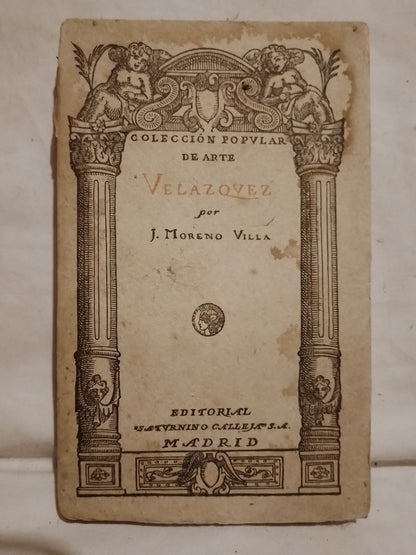 COLECCIÓN POPVLAR
DE ARTE
VELAZQVEZ
por
J. MORENO VILLA
EDITORIAL
"SATVRNINO CALLEJA" S.A.
MADRID